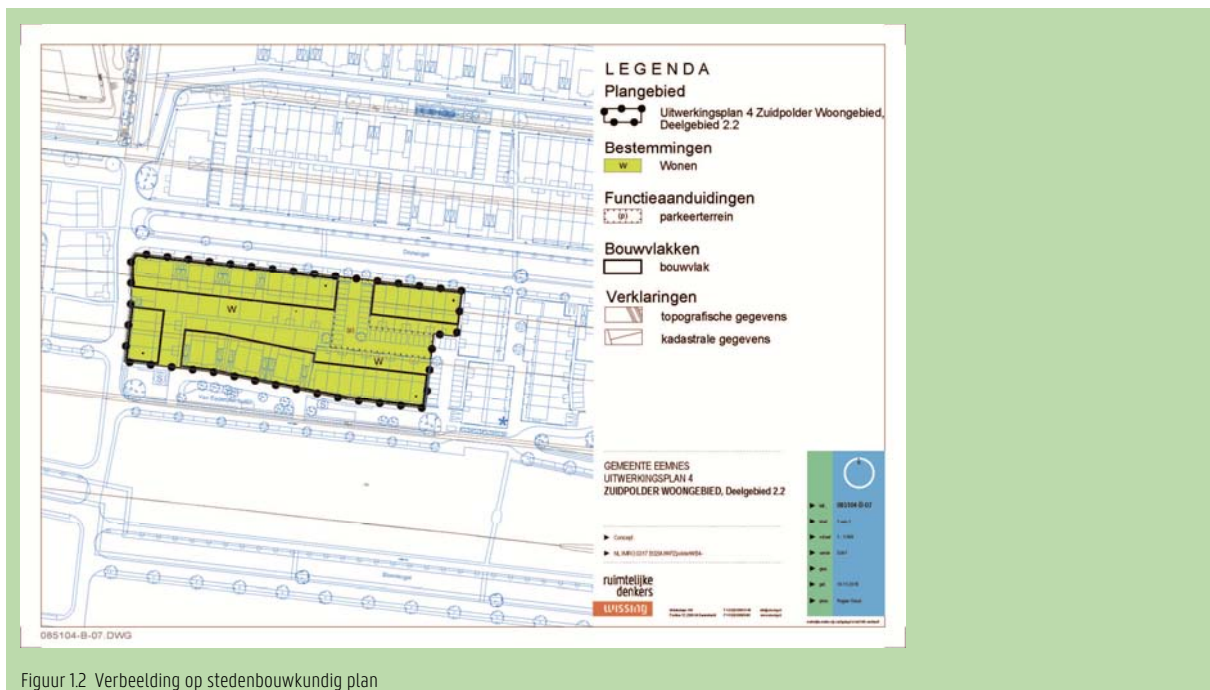 LEGENDA
Plangebied
Uitwerkingsplan 4 Zuidpolder Woongebied,
Deelgebied 2.2
Bestemmingen
W Wonen
Functieaanduidingen
(p) parkeerterrein
Bouwvlakken
bouwvlak
Verklaringen
topografische gegevens
kadastrale gegevens
W
W
GEMEENTE EEMNES
UITWERKINGSPLAN 4
ZUIDPOLDER WOONGEBIED, Deelgebied 2.2
085104-B-07
Concept
ruimtelijke
denkers
wissing
085104-B-07.DWG
Figuur 1.2 Verbeelding op stedenbouwkundig plan